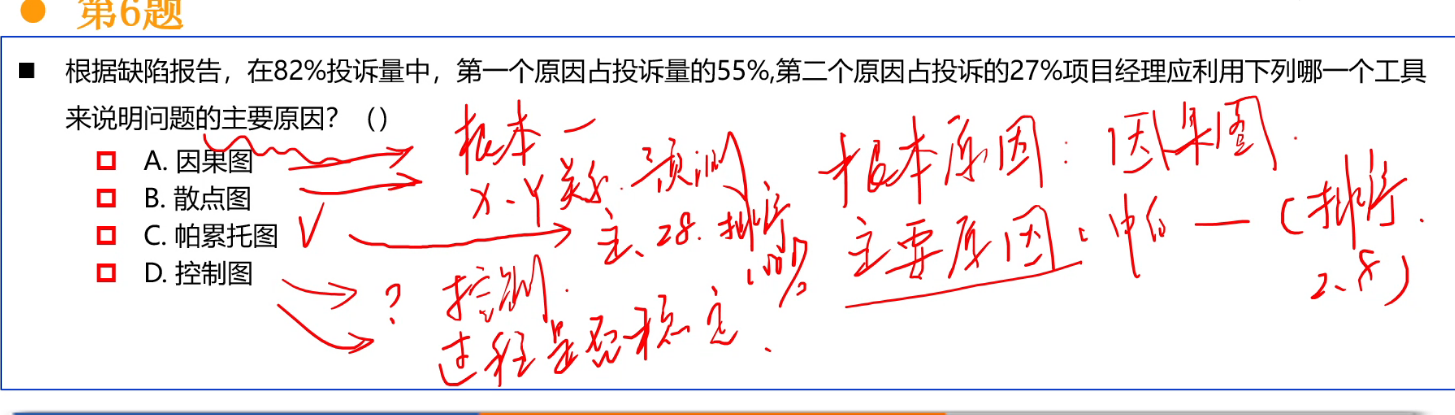 第6题
根据缺陷报告，在82%投诉量中，第一个原因占投诉量的55%,第二个原因占投诉的27%项目经理应利用下列哪一个工具
来说明问题的主要原因？（）
A. 因果图
B. 散点图
C. 帕累托图
D. 控制图
根本
X、Y关系. 预测
主、28. 排序
100%
? 控制.
过程是否稳定.
根本原因: 因果图.
主要原因: 帕 — (排序.
2、8)